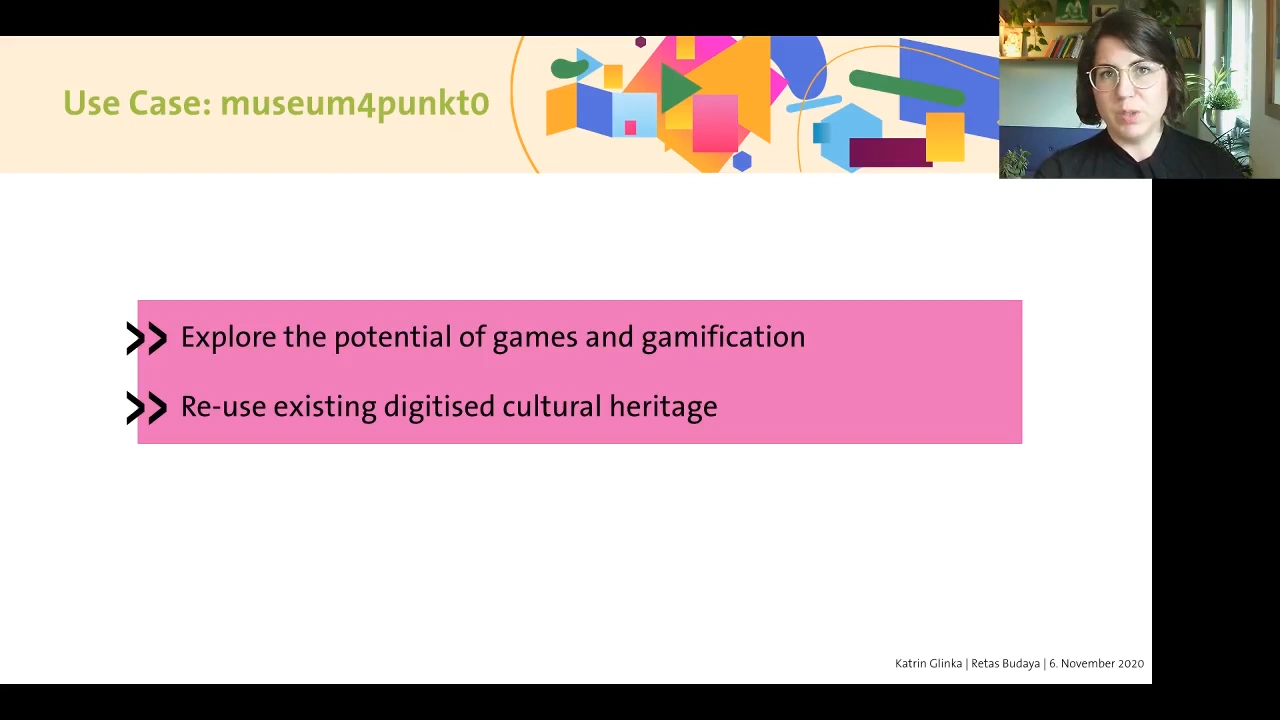 Use Case: museum4punkt0
>> Explore the potential of games and gamification
>> Re-use existing digitised cultural heritage
Katrin Glinka | Retas Budaya | 6. November 2020